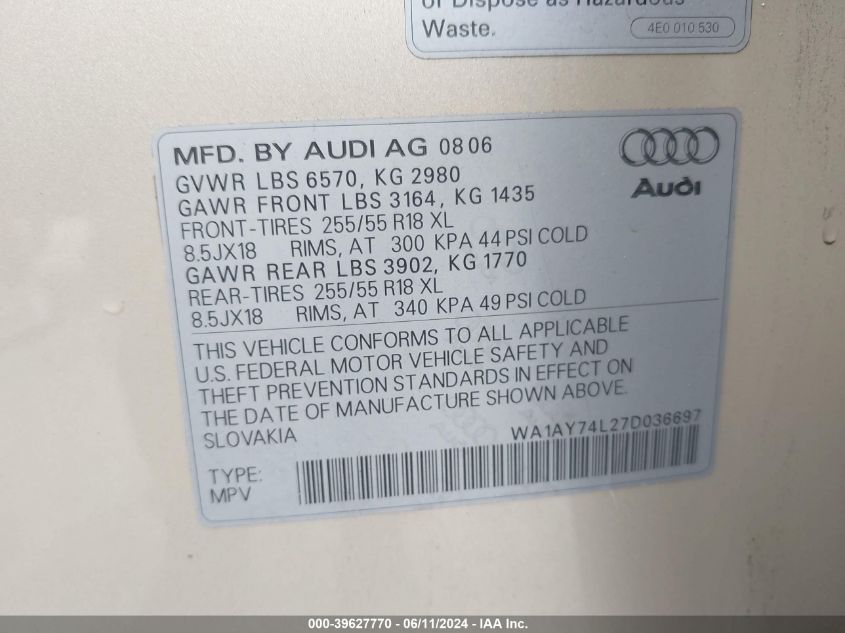 or Dispose as Hazardous
Waste.
4E0 010 530
MFD. BY AUDI AG 0806
GVWR LBS 6570, KG 2980
GAWR FRONT LBS 3164, KG 1435
FRONT-TIRES 255/55 R18 XL
8.5JX18 RIMS, AT 300 KPA 44 PSI COLD
GAWR REAR LBS 3902, KG 1770
REAR-TIRES 255/55 R18 XL
8.5JX18 RIMS, AT 340 KPA 49 PSI COLD
Audi
THIS VEHICLE CONFORMS TO ALL APPLICABLE
U.S. FEDERAL MOTOR VEHICLE SAFETY AND
THEFT PREVENTION STANDARDS IN EFFECT ON
THE DATE OF MANUFACTURE SHOWN ABOVE.
SLOVAKIA
WA1AY74L27D036697
TYPE:
MPV
000-39627770 - 06/11/2024 - IAA Inc.